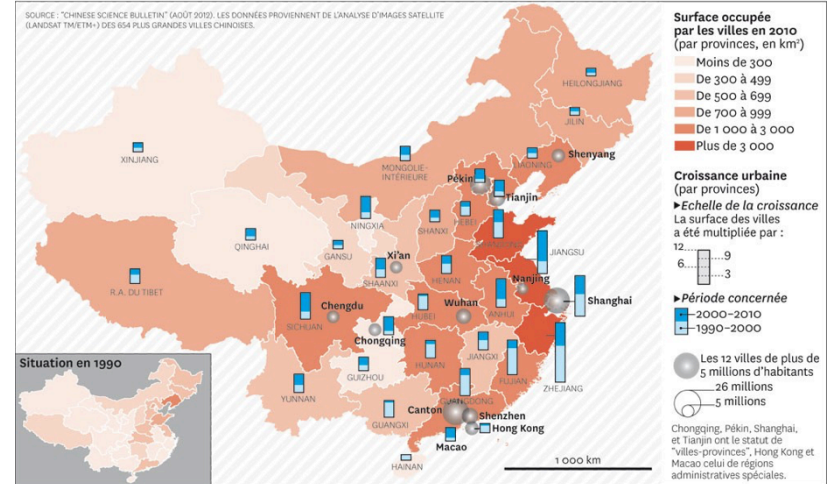 SOURCE : "CHINESE SCIENCE BULLETIN" (AOÛT 2012). LES DONNÉES PROVIENNENT DE L'ANALYSE D'IMAGES SATELLITE
(LANDSAT TM/ETM+) DES 654 PLUS GRANDES VILLES CHINOISES.
HEILONGJIANG
JILIN
XINJIANG
MONGOLIE-
INTÉRIEURE
LIAONING
Shenyang
Pékin
Tianjin
NINGXIA
HEBEI
SHANXI
SHANDONG
QINGHAI
GANSU
Xi'an
SHAANXI
JIANGSU
R.A. DU TIBET
HENAN
Nanjing
Chengdu
SICHUAN
Wuhan
HUBEI
ANHUI
Shanghai
Chongqing
HUNAN
JIANGXI
GUIZHOU
FUJIAN
ZHEJIANG
YUNNAN
GUANGXI
GUANGDONG
Canton
Shenzhen
Hong Kong
Macao
HAINAN
1 000 km
Situation en 1990
Surface occupée
par les villes en 2010
(par provinces, en km²)
Moins de 300
De 300 à 499
De 500 à 699
De 700 à 999
De 1 000 à 3 000
Plus de 3 000
Croissance urbaine
(par provinces)
▶Echelle de la croissance
La surface des villes
a été multipliée par :
12
9
6
3
▶Période concernée
2000–2010
1990–2000
Les 12 villes de plus de
5 millions d'habitants
26 millions
5 millions
Chongqing, Pékin, Shanghai,
et Tianjin ont le statut de
"villes-provinces", Hong Kong et
Macao celui de régions
administratives spéciales.